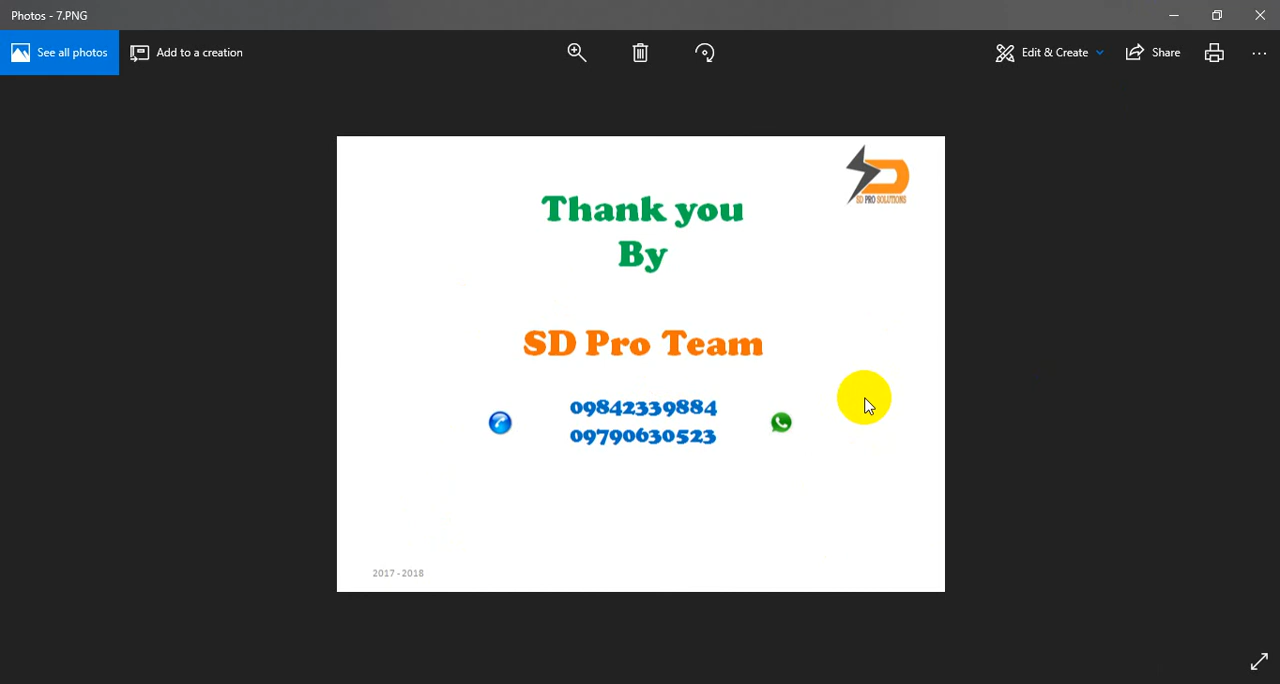 Photos - 7.PNG
See all photos
Add to a creation
Edit & Create
Share
SD PRO SOLUTIONS
Thank you
By
SD Pro Team
09842339884
09790630523
2017 - 2018